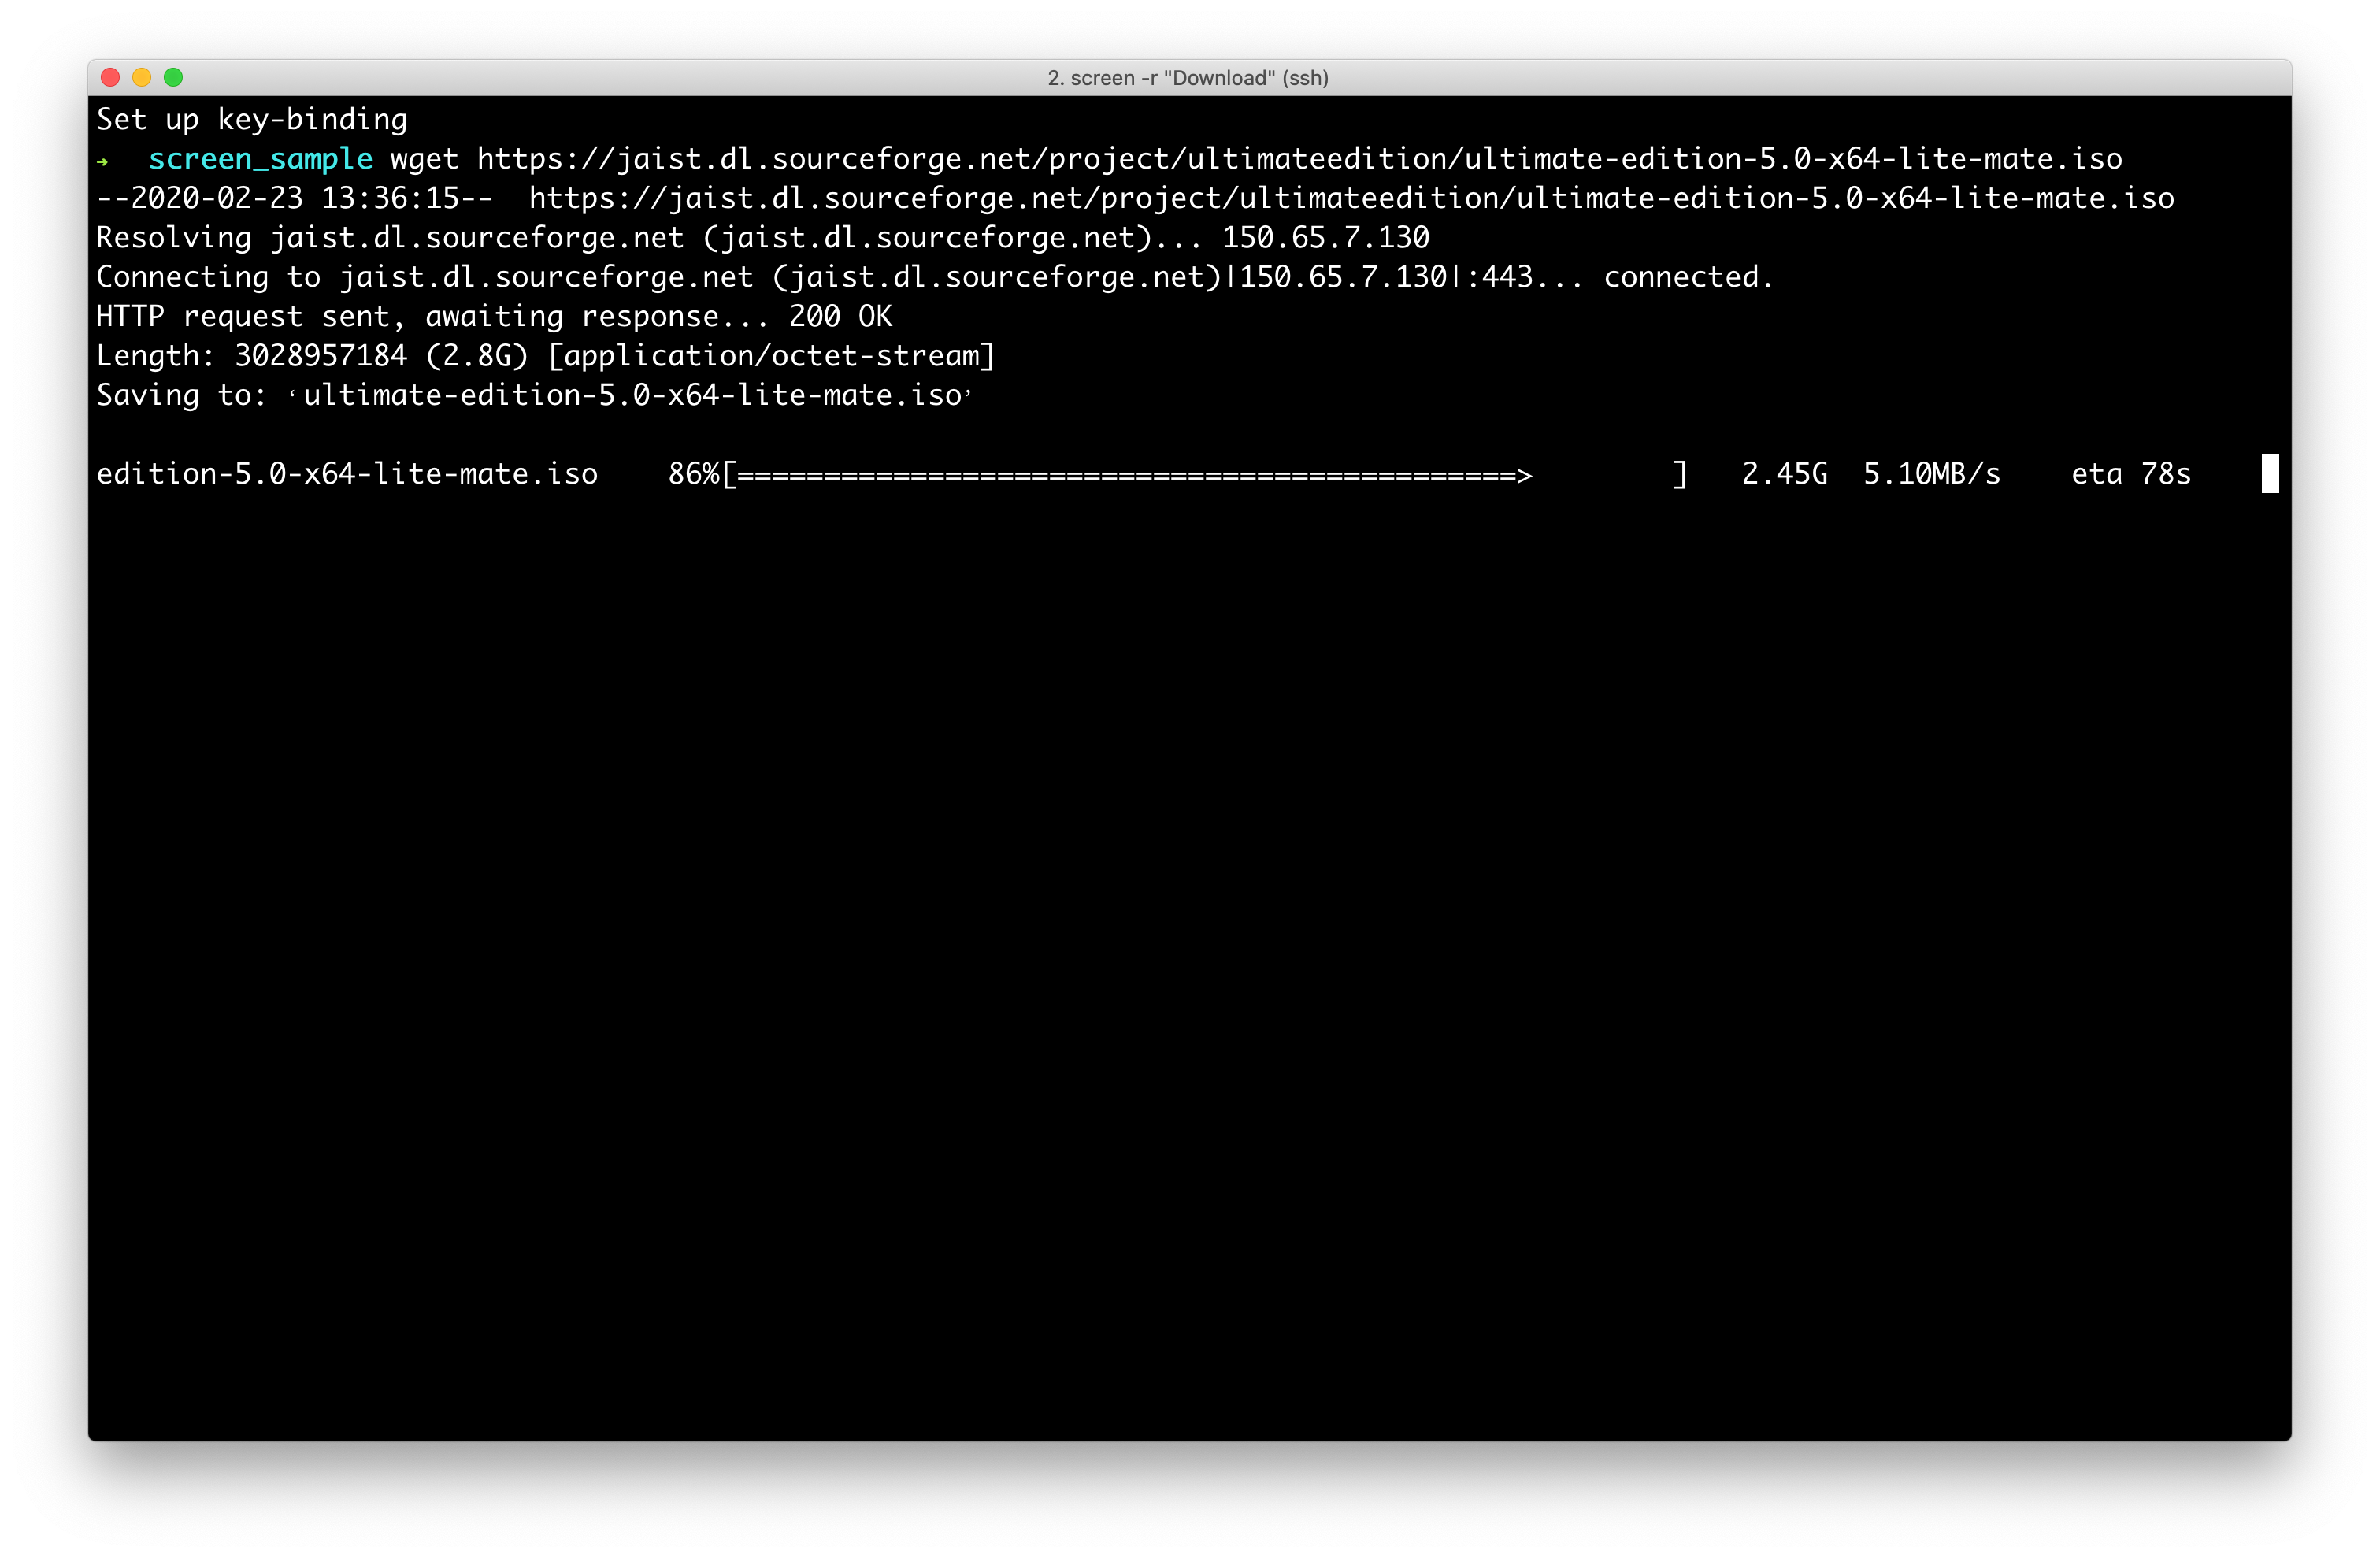 2. screen -r "Download" (ssh)
Set up key-binding
➜  screen_sample wget https://jaist.dl.sourceforge.net/project/ultimateedition/ultimate-edition-5.0-x64-lite-mate.iso
--2020-02-23 13:36:15--  https://jaist.dl.sourceforge.net/project/ultimateedition/ultimate-edition-5.0-x64-lite-mate.iso
Resolving jaist.dl.sourceforge.net (jaist.dl.sourceforge.net)... 150.65.7.130
Connecting to jaist.dl.sourceforge.net (jaist.dl.sourceforge.net)|150.65.7.130|:443... connected.
HTTP request sent, awaiting response... 200 OK
Length: 3028957184 (2.8G) [application/octet-stream]
Saving to: ‘ultimate-edition-5.0-x64-lite-mate.iso’
edition-5.0-x64-lite-mate.iso    86%[=============================================>        ]   2.45G  5.10MB/s    eta 78s